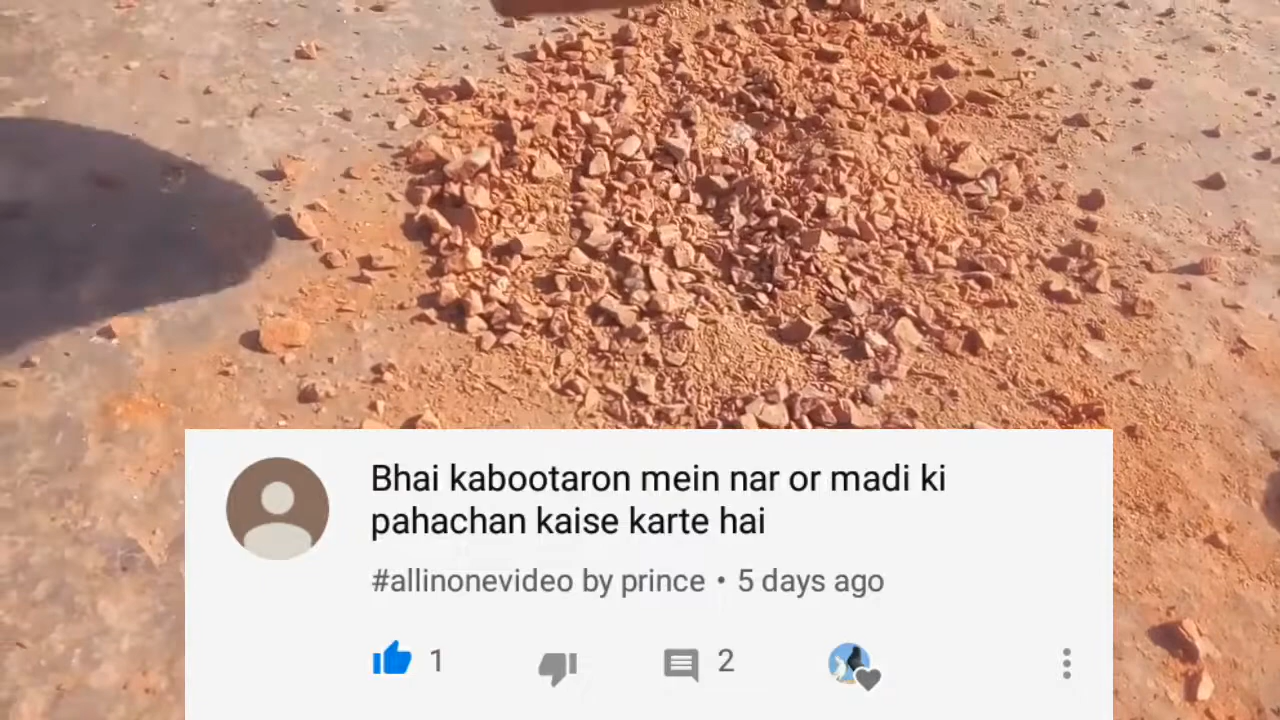 Bhai kabootaron mein nar or madi ki
pahachan kaise karte hai
#allinonevideo by prince • 5 days ago
1
2